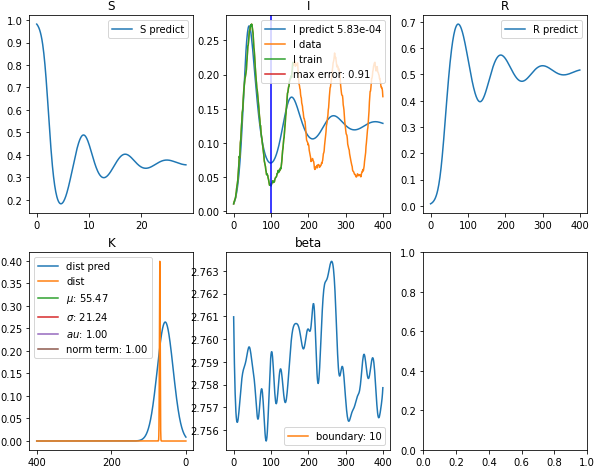 S
S predict
1.0
0.9
0.8
0.7
0.6
0.5
0.4
0.3
0.2
0 10 20
I
I predict 5.83e-04
I data
I train
max error: 0.91
0.25
0.20
0.15
0.10
0.05
0.00
0 100 200 300 400
R
R predict
0.7
0.6
0.5
0.4
0.3
0.2
0.1
0.0
0 100 200 300 400
K
dist pred
dist
μ: 55.47
σ: 21.24
au: 1.00
norm term: 1.00
0.40
0.35
0.30
0.25
0.20
0.15
0.10
0.05
0.00
400 200 0
beta
2.763
2.762
2.761
2.760
2.759
2.758
2.757
2.756
boundary: 10
0 100 200 300 400
1.0
0.8
0.6
0.4
0.2
0.0
0.0 0.2 0.4 0.6 0.8 1.0